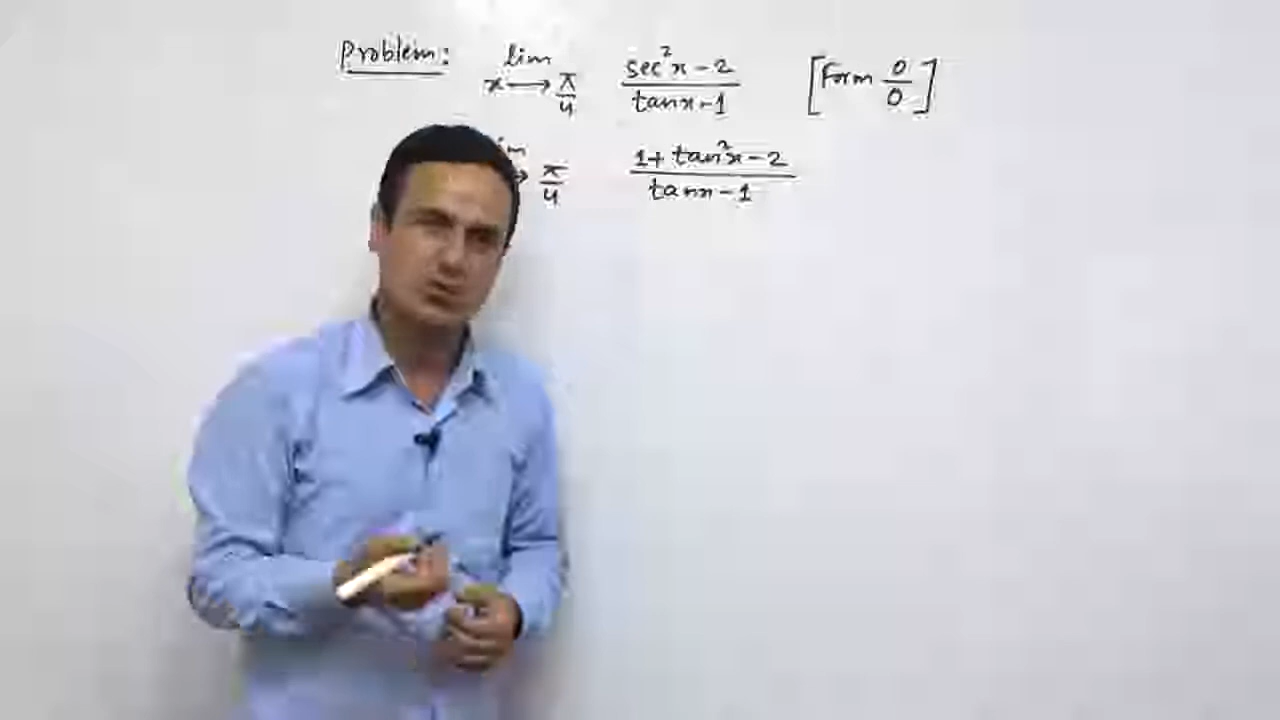 Problem: lim x→π/4 (sec²x-2)/(tanx-1) [Form 0/0]
π/4 (1+tan²x-2)/(tanx-1)